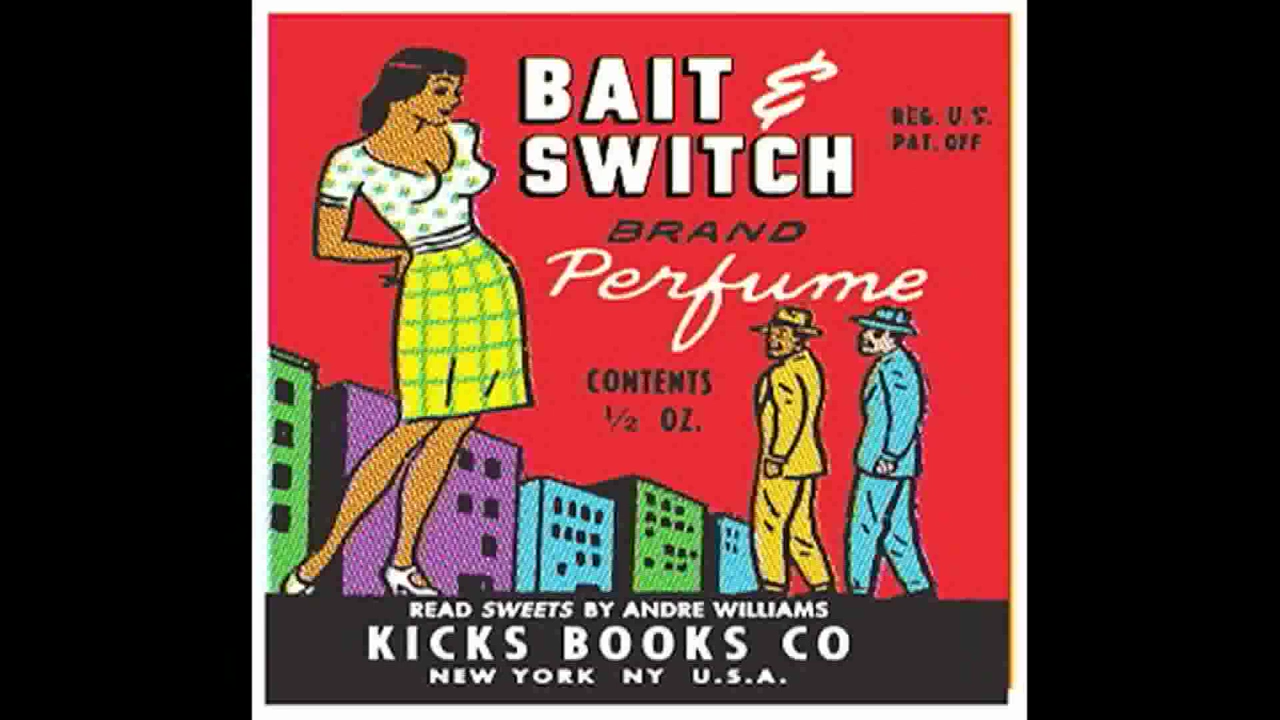 BAIT &
SWITCH
REG. U.S.
PAT. OFF
BRAND
Perfume
CONTENTS
½ OZ.
READ SWEETS BY ANDRE WILLIAMS
KICKS BOOKS CO
NEW YORK NY U.S.A.